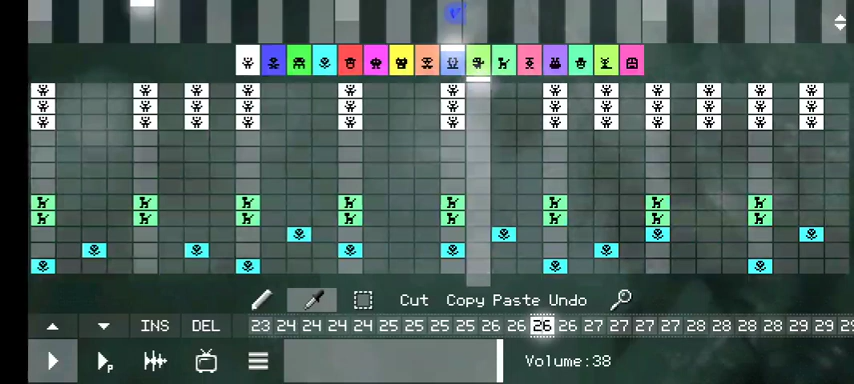 Cut Copy Paste Undo
INS DEL 23 24 24 24 24 25 25 25 25 26 26 26 26 27 27 27 27 28 28 28 28 29 29 29
P Volume:38